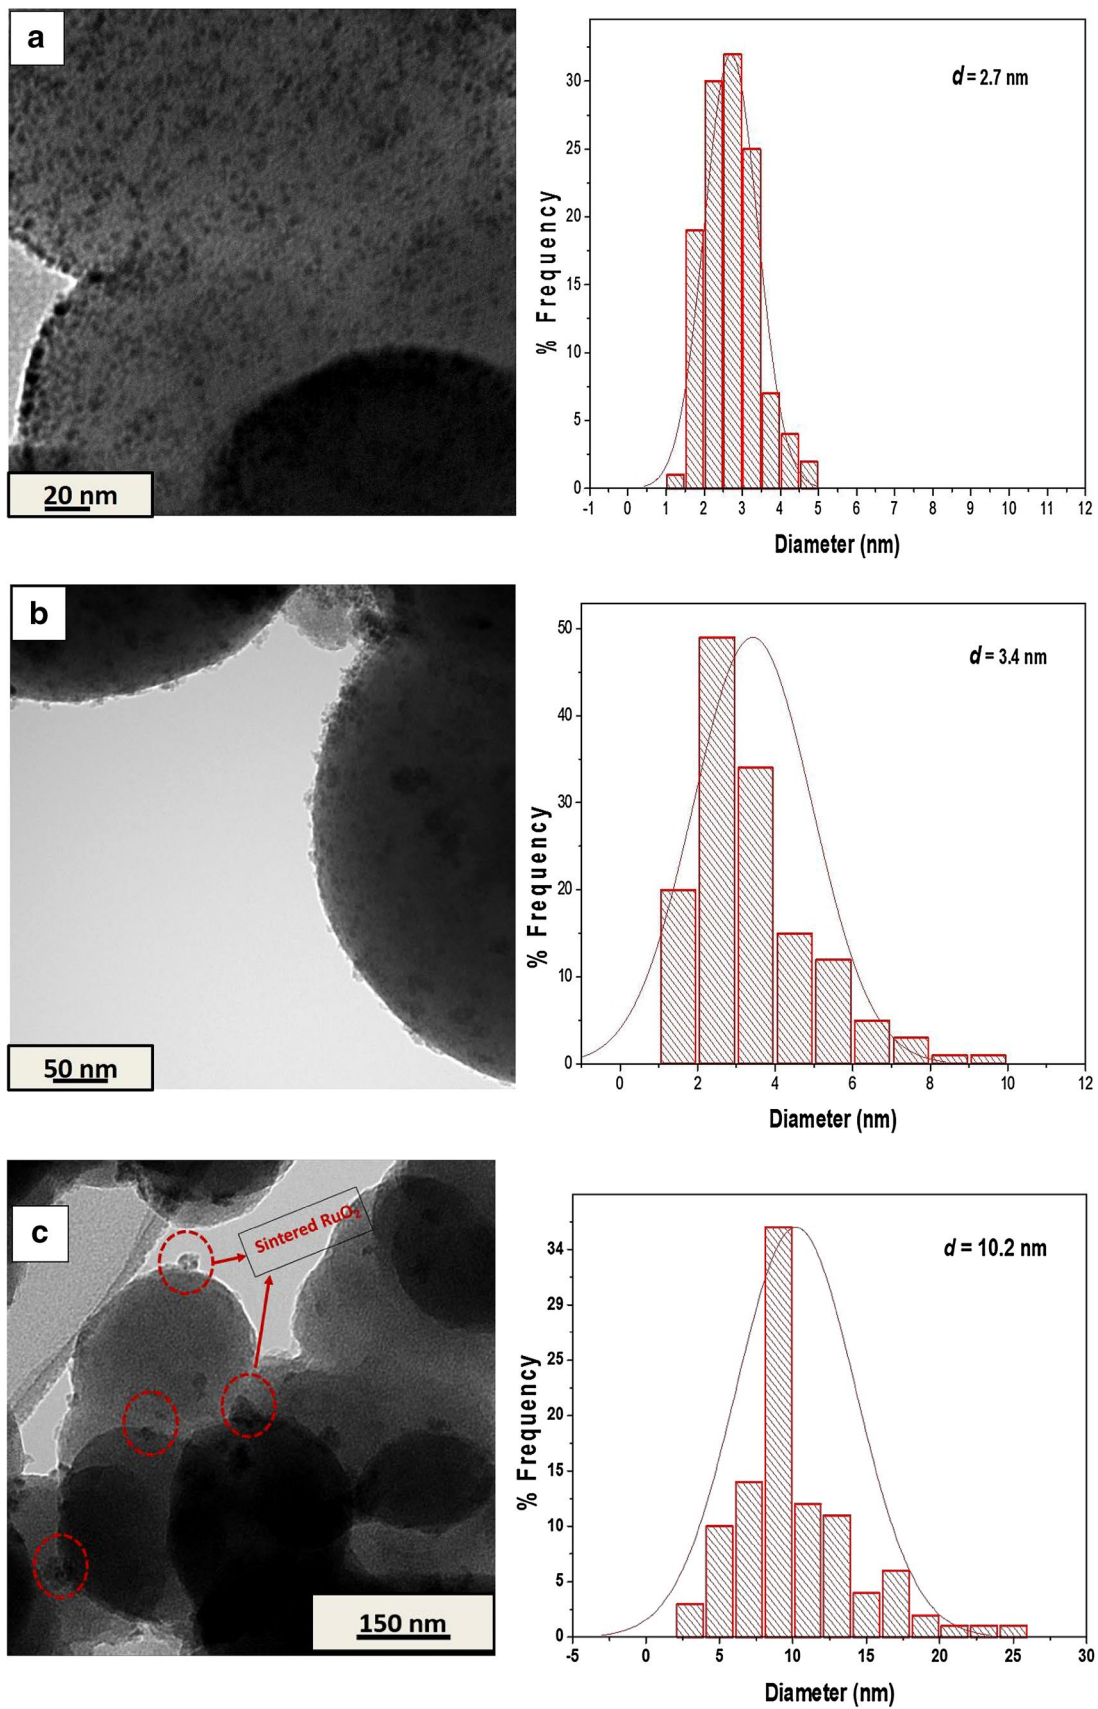 a
20 nm
% Frequency
30
25
20
15
10
5
0
-1 0 1 2 3 4 5 6 7 8 9 10 11 12
Diameter (nm)
d = 2.7 nm
b
50 nm
% Frequency
50
40
30
20
10
0
0 2 4 6 8 10 12
Diameter (nm)
d = 3.4 nm
c
Sintered RuO₂
150 nm
% Frequency
34
29
25
20
15
10
5
0
-5 0 5 10 15 20 25 30
Diameter (nm)
d = 10.2 nm